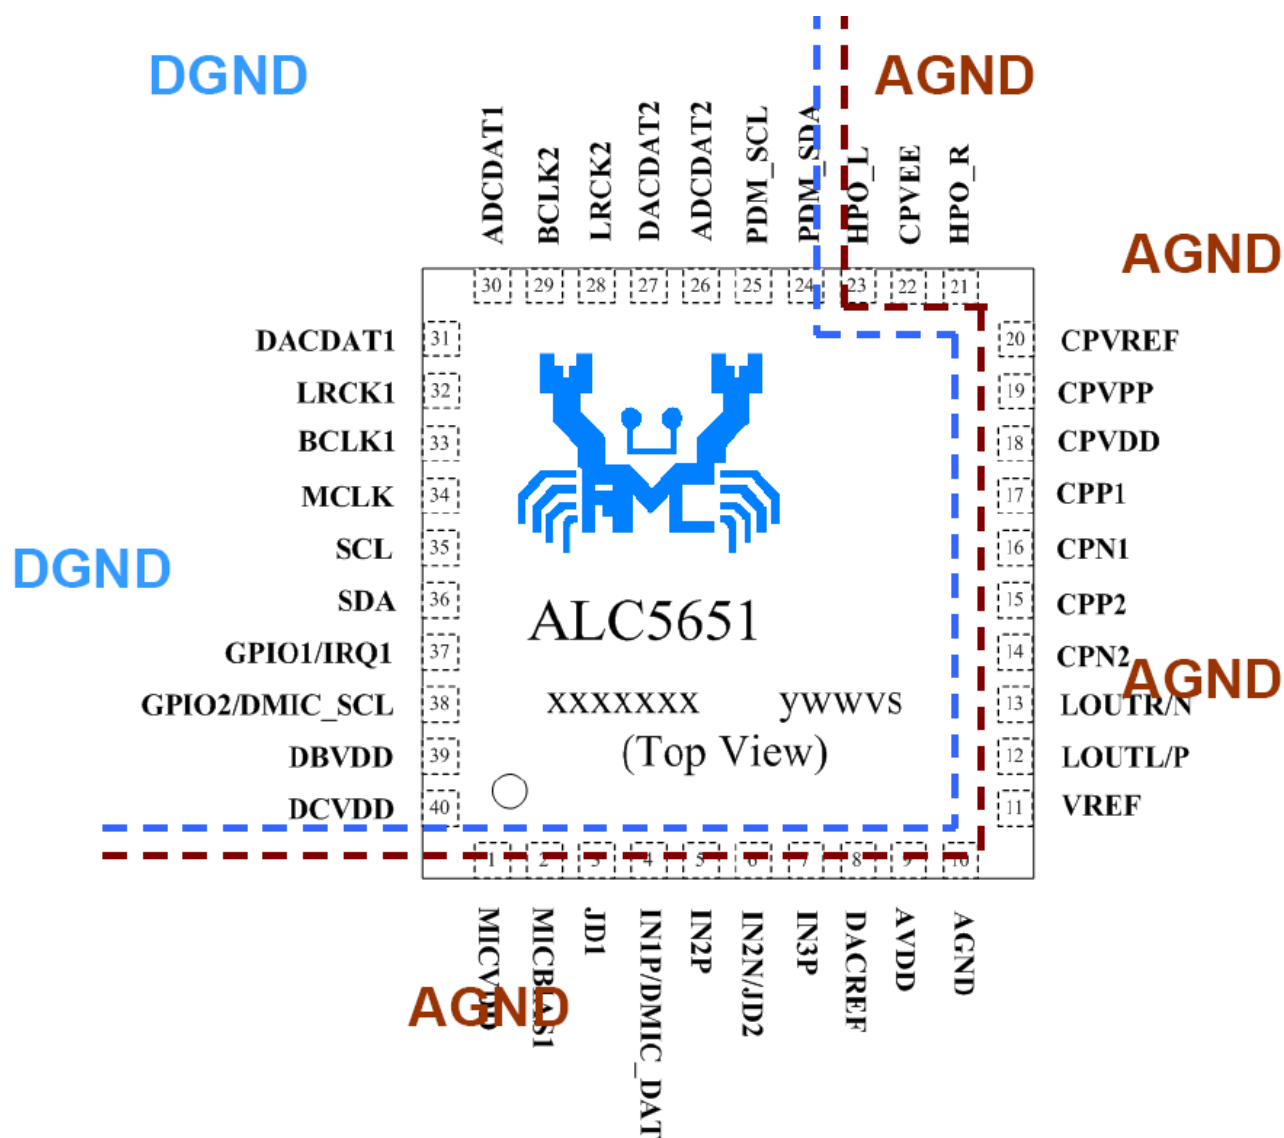 DGND
AGND
ADCDAT1
BCLK2
LRCK2
DACDAT2
ADCDAT2
PDM_SCL
PDM_SDA
HPO_L
CPVEE
HPO_R
AGND
30
29
28
27
26
25
24
23
22
21
DACDAT1 31
20 CPVREF
LRCK1 32
19 CPVPP
BCLK1 33
18 CPVDD
MCLK 34
17 CPP1
SCL 35
16 CPN1
DGND
SDA 36
15 CPP2
AMC
ALC5651
GPIO1/IRQ1 37
14 CPN2
AGND
GPIO2/DMIC_SCL 38
xxxxxxx ywwvs
13 LOUTR/N
DBVDD 39
(Top View)
12 LOUTL/P
DCVDD 40
11 VREF
1
2
3
4
5
6
7
8
9
10
MICVDD
MICBIAS1
JD1
IN1P/DMIC_DAT
IN2P
IN2N/JD2
IN3P
DACREF
AVDD
AGND
AGND